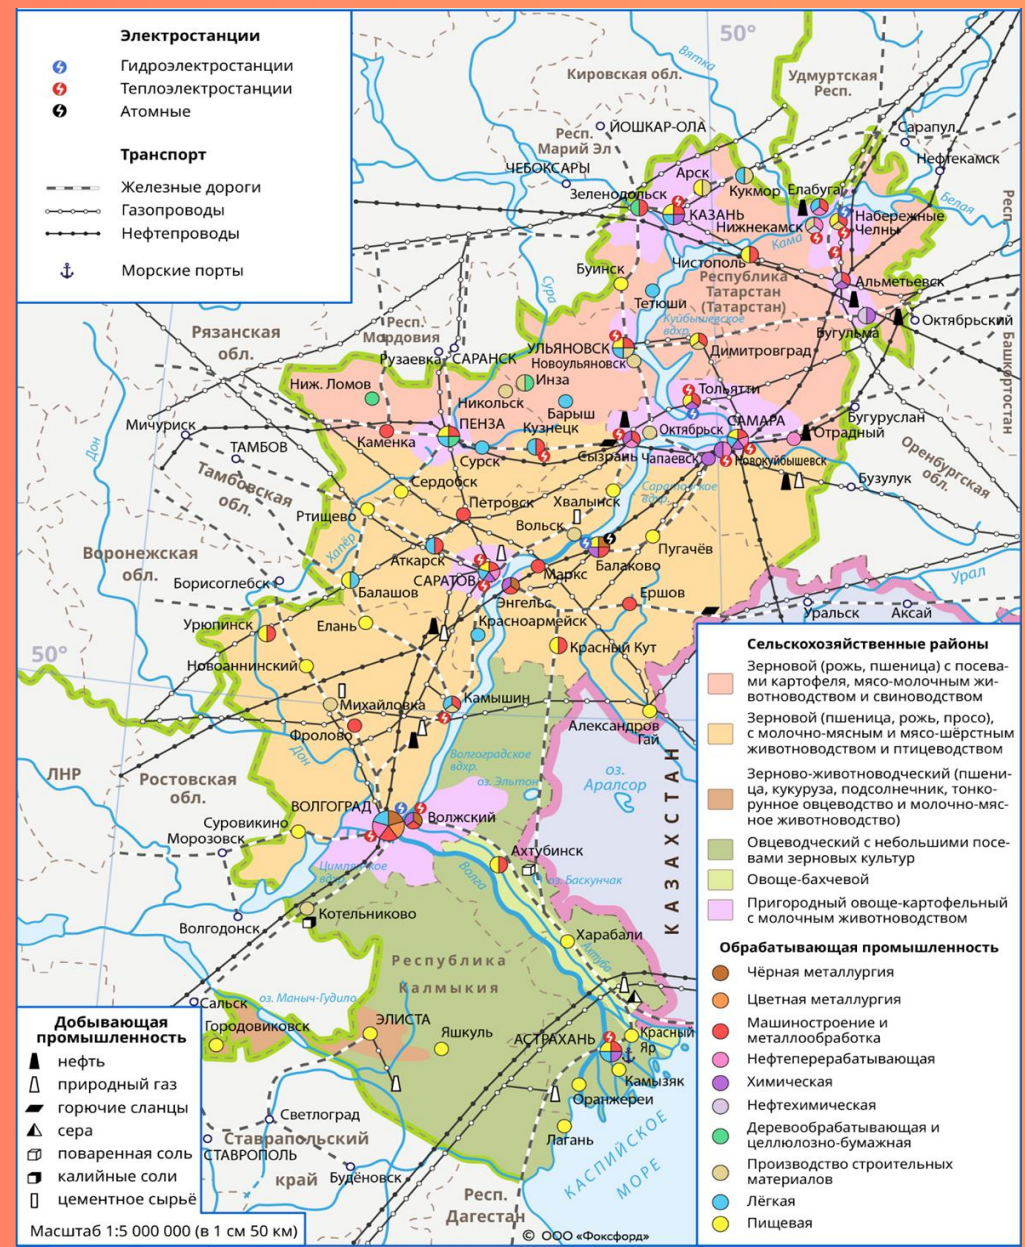 Электростанции
Гидроэлектростанции
Теплоэлектростанции
Атомные
Транспорт
Железные дороги
Газопроводы
Нефтепроводы
Морские порты
50°
Вятка
Кировская обл.
Удмуртская
Респ.
ЙОШКАР-ОЛА
Респ.
Марий Эл
Сарапул
Нефтекамск
ЧЕБОКСАРЫ
Арск
Кукмор
Елабуга
Зеленодольск
КАЗАНЬ
Набережные
Челны
Нижнекамск
Белая
Кама
Респ.
Башкортостан
Чистополь
Буинск
Республика
Татарстан
(Татарстан)
Альметьевск
Тетюши
Сура
Куйбышевское
вдхр.
Бугульма
Октябрьский
Рязанская
обл.
Респ.
Мордовия
Рузаевка
САРАНСК
УЛЬЯНОВСК
Новоульяновск
Димитровград
Ниж. Ломов
Инза
Никольск
Барыш
Тольятти
Мичуринск
ПЕНЗА
Кузнецк
Октябрьск
САМАРА
Бугуруслан
Отрадный
Каменка
Сурск
Сызрань
Чапаевск
Новокуйбышевск
Дон
ТАМБОВ
Тамбовская
обл.
Оренбургская
обл.
Бузулук
Сердобск
Саратовское
вдхр.
Петровск
Хвалынск
Ртищево
Вольск
Хопёр
Пугачёв
Воронежская
обл.
Аткарск
Балаково
САРАТОВ
Маркс
Борисоглебск
Балашов
Энгельс
Ершов
Урал
Уральск
Аксай
Урюпинск
Елань
Красноармейск
Красный Кут
50°
Новоаннинский
Михайловка
Камышин
Фролово
Александров
Гай
Дон
Волгоградское
вдхр.
оз. Эльтон
оз.
Аралсор
КАЗАХСТАН
ЛНР
Ростовская
обл.
ВОЛГОГРАД
Волжский
Суровикино
Морозовск
Цимлянское
вдхр.
Волга
Ахтубинск
оз. Баскунчак
Котельниково
Волгодонск
Харабали
Ахтуба
Республика
Калмыкия
оз. Маныч-Гудило
Сальск
Городовиковск
ЭЛИСТА
Яшкуль
АСТРАХАНЬ
Красный
Яр
Камызяк
Оранжереи
Светлоград
Лагань
Ставропольский
край
СТАВРОПОЛЬ
Будённовск
Респ.
Дагестан
КАСПИЙСКОЕ
МОРЕ
Сельскохозяйственные районы
Зерновой (рожь, пшеница) с посева-
ми картофеля, мясо-молочным жи-
вотноводством и свиноводством
Зерновой (пшеница, рожь, просо),
с молочно-мясным и мясо-шёрстным
животноводством и птицеводством
Зерново-животноводческий (пшени-
ца, кукуруза, подсолнечник, тонко-
рунное овцеводство и молочно-мяс-
ное животноводство)
Овцеводческий с небольшими посе-
вами зерновых культур
Овоще-бахчевой
Пригородный овоще-картофельный
с молочным животноводством
Обрабатывающая промышленность
Чёрная металлургия
Цветная металлургия
Машиностроение и
металлообработка
Нефтеперерабатывающая
Химическая
Нефтехимическая
Деревообрабатывающая и
целлюлозно-бумажная
Производство строительных
материалов
Лёгкая
Пищевая
Добывающая
промышленность
нефть
природный газ
горючие сланцы
сера
поваренная соль
калийные соли
цементное сырьё
Масштаб 1:5 000 000 (в 1 см 50 км)
© ООО «Фоксфорд»